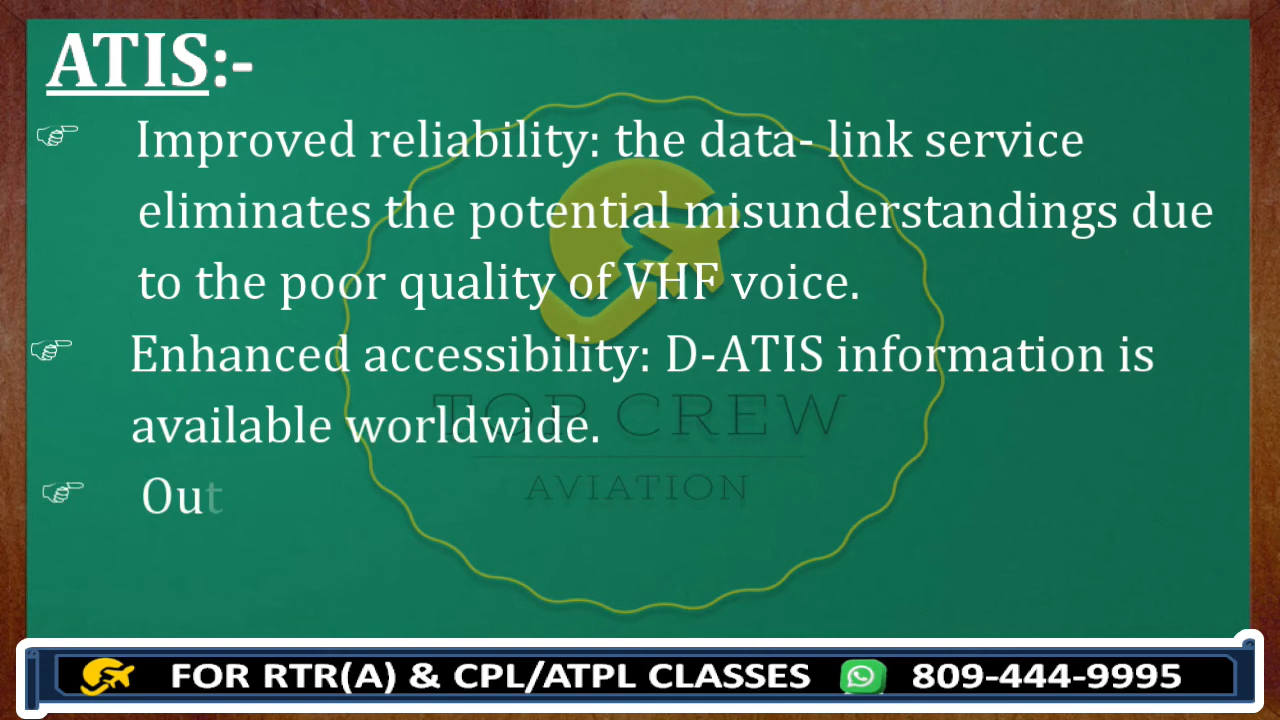 ATIS:-
Improved reliability: the data- link service
eliminates the potential misunderstandings due
to the poor quality of VHF voice.
Enhanced accessibility: D-ATIS information is
available worldwide.
Out
TOP CREW
AVIATION
FOR RTR(A) & CPL/ATPL CLASSES 809-444-9995